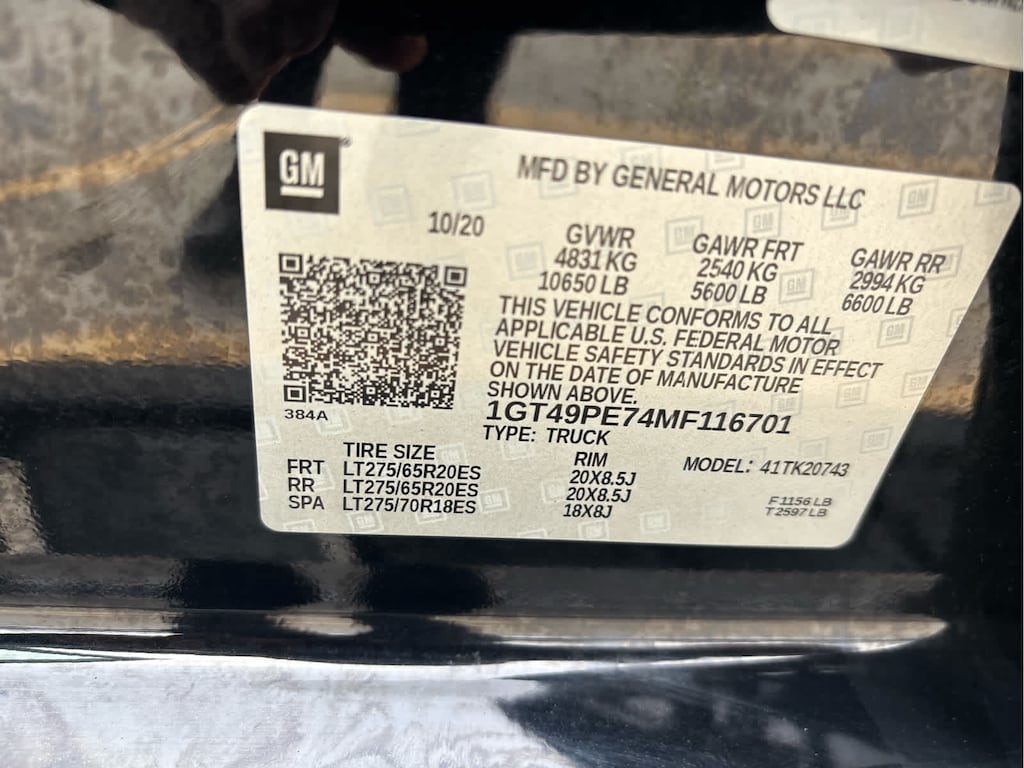 GM
MFD BY GENERAL MOTORS LLC
10/20
GVWR GAWR FRT GAWR RR
4831 KG 2540 KG 2994 KG
10650 LB 5600 LB 6600 LB
THIS VEHICLE CONFORMS TO ALL
APPLICABLE U.S. FEDERAL MOTOR
VEHICLE SAFETY STANDARDS IN EFFECT
ON THE DATE OF MANUFACTURE
SHOWN ABOVE.
384A
1GT49PE74MF116701
TYPE: TRUCK
TIRE SIZE RIM MODEL: 41TK20743
FRT LT275/65R20ES 20X8.5J
RR LT275/65R20ES 20X8.5J
SPA LT275/70R18ES 18X8J
F1156 LB
T2597 LB